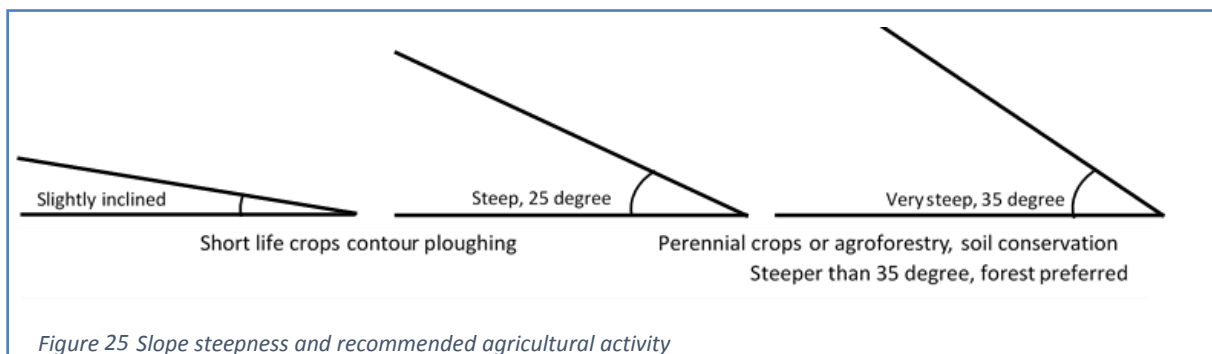 Slightly inclined
Steep, 25 degree
Very steep, 35 degree
Short life crops contour ploughing
Perennial crops or agroforestry, soil conservation
Steeper than 35 degree, forest preferred
Figure 25 Slope steepness and recommended agricultural activity